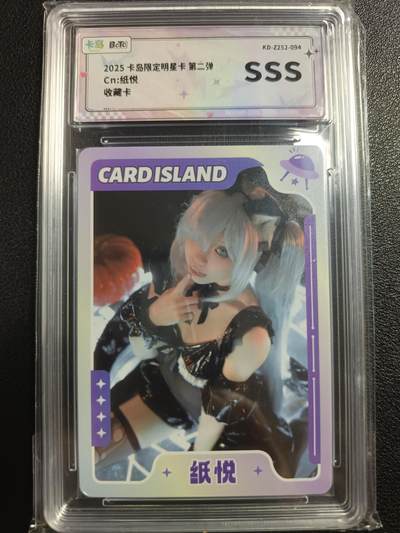 卡岛 BeTCi
KD-Z252-094
2025 卡岛限定明星卡 第二弹
Cn:纸悦
收藏卡
SSS
CARD ISLAND
纸悦